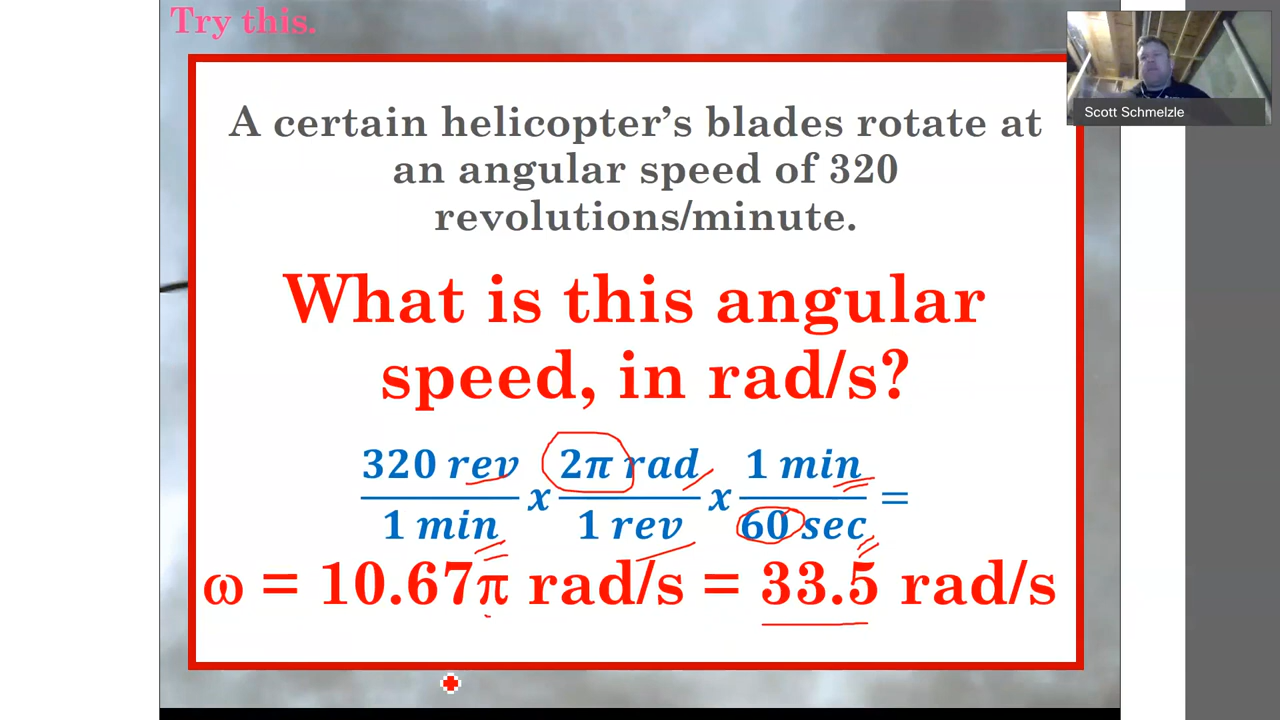 Try this.
Scott Schmelzle
A certain helicopter's blades rotate at
an angular speed of 320
revolutions/minute.
What is this angular
speed, in rad/s?
320 rev / 1 min x 2π rad / 1 rev x 1 min / 60 sec =
ω = 10.67π rad/s = 33.5 rad/s